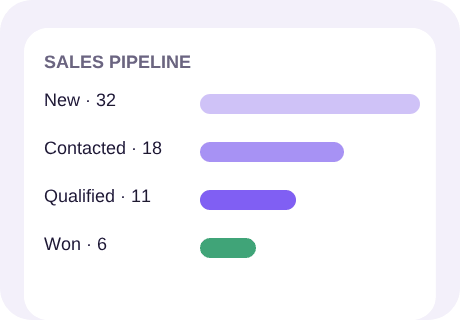 SALES PIPELINE
New · 32
Contacted · 18
Qualified · 11
Won · 6